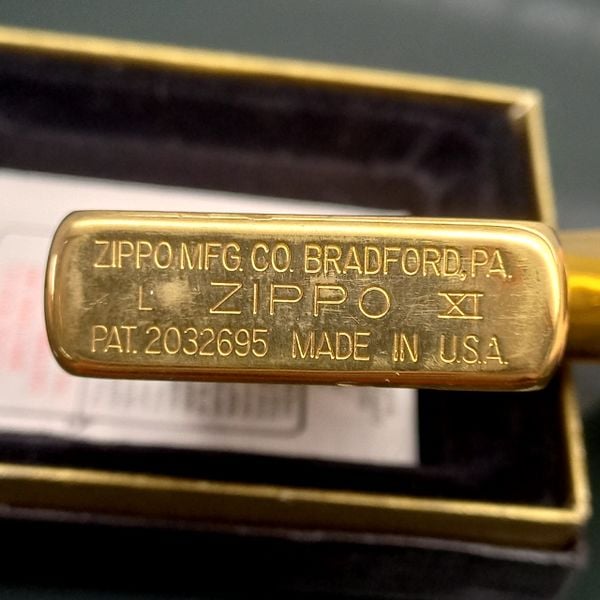 ZIPPO MFG. CO. BRADFORD, PA.
L ZIPPO XI
PAT. 2032695 MADE IN U.S.A.